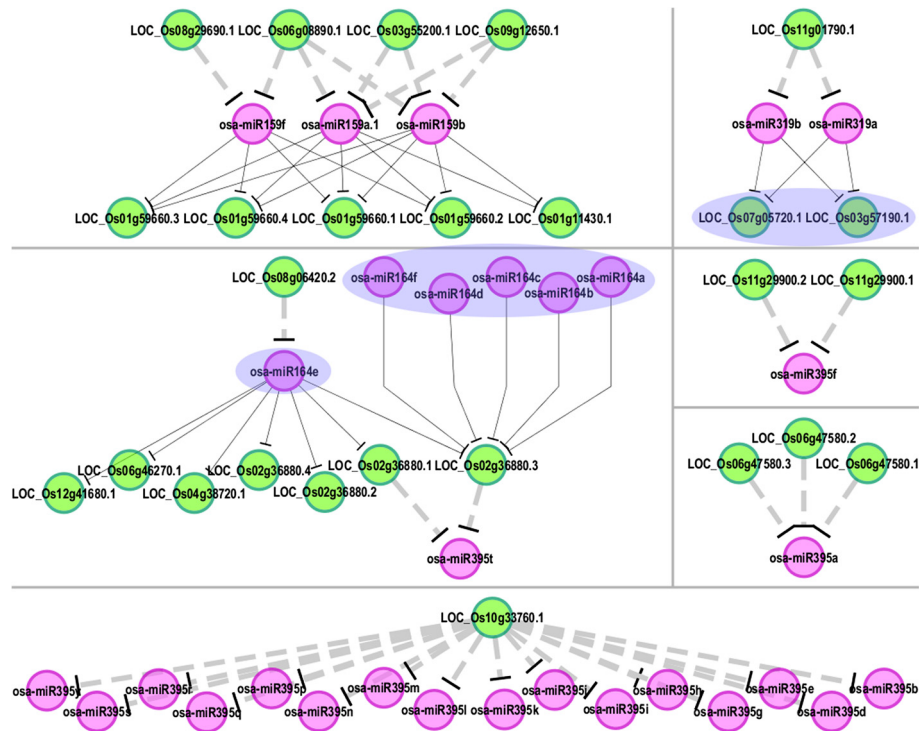 LOC_Os08g29690.1
LOC_Os06g08890.1
LOC_Os03g55200.1
LOC_Os09g12650.1
osa-miR159f
osa-miR159a.1
osa-miR159b
LOC_Os01g59660.3
LOC_Os01g59660.4
LOC_Os01g59660.1
LOC_Os01g59660.2
LOC_Os01g11430.1
LOC_Os11g01790.1
osa-miR319b
osa-miR319a
LOC_Os07g05720.1
LOC_Os03g57190.1
LOC_Os08g06420.2
osa-miR164f
osa-miR164d
osa-miR164c
osa-miR164b
osa-miR164a
osa-miR164e
LOC_Os12g41680.1
LOC_Os06g46270.1
LOC_Os04g38720.1
LOC_Os02g36880.4
LOC_Os02g36880.2
LOC_Os02g36880.1
LOC_Os02g36880.3
osa-miR395t
LOC_Os11g29900.2
LOC_Os11g29900.1
osa-miR395f
LOC_Os06g47580.2
LOC_Os06g47580.3
LOC_Os06g47580.1
osa-miR395a
LOC_Os10g33760.1
osa-miR395s
osa-miR395r
osa-miR395q
osa-miR395p
osa-miR395n
osa-miR395m
osa-miR395l
osa-miR395k
osa-miR395j
osa-miR395i
osa-miR395h
osa-miR395g
osa-miR395e
osa-miR395d
osa-miR395b